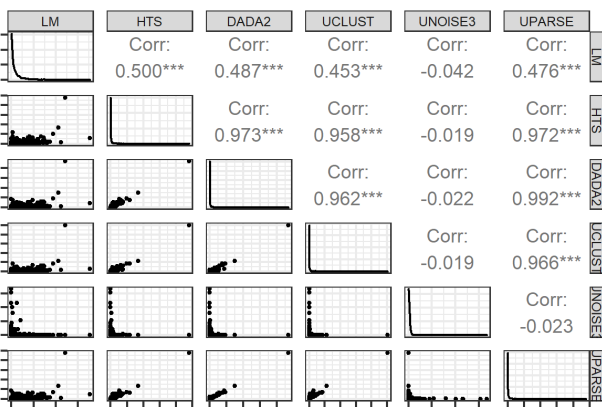 LM HTS DADA2 UCLUST UNOISE3 UPARSE
Corr: Corr: Corr: Corr: Corr:
0.500*** 0.487*** 0.453*** -0.042 0.476***
LM
Corr: Corr: Corr: Corr:
0.973*** 0.958*** -0.019 0.972***
HTS
Corr: Corr: Corr:
0.962*** -0.022 0.992***
DADA2
Corr: Corr:
-0.019 0.966***
UCLUST
Corr:
-0.023
UNOISE3
UPARSE